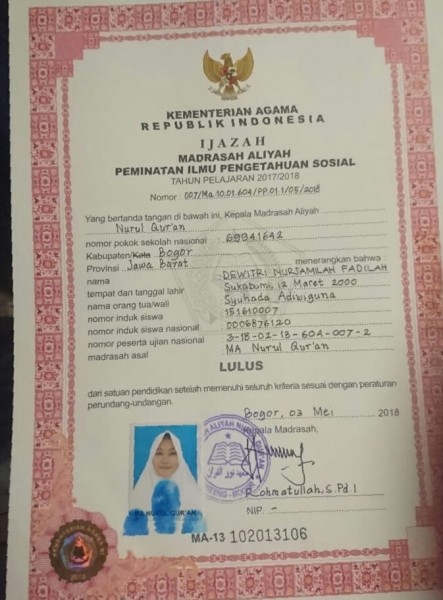 KEMENTERIAN AGAMA
REPUBLIK INDONESIA
IJAZAH
MADRASAH ALIYAH
PEMINATAN ILMU PENGETAHUAN SOSIAL
TAHUN PELAJARAN 2017/2018
Nomor : 007/Ma.10.01.604/PP.01.1/05/2018
Yang bertanda tangan di bawah ini, Kepala Madrasah Aliyah
Nurul Qur'an
nomor pokok sekolah nasional : 69941642
Kabupaten/Kota Bogor
Provinsi Jawa Barat menerangkan bahwa
nama : DEWITRI NURJAMILAH FADILAH
tempat dan tanggal lahir : Sukabumi, 12 Maret 2000
nama orang tua/wali : Syuhada Adiwiguna
nomor induk siswa : 151610007
nomor induk siswa nasional : 0006876120
nomor peserta ujian nasional : 3-18-02-13-604-007-2
madrasah asal : MA Nurul Qur'an
LULUS
dari satuan pendidikan setelah memenuhi seluruh kriteria sesuai dengan peraturan
perundang-undangan.
Bogor, 03 Mei 2018
Kepala Madrasah,
Rohmatullah, S.Pd.I
NIP. -
MA-13 102013106